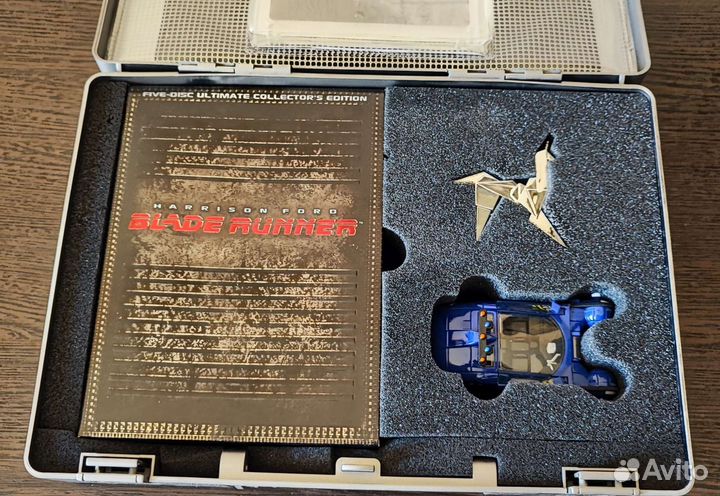 FIVE-DISC ULTIMATE COLLECTOR'S EDITION
HARRISON FORD
BLADE RUNNER
Avito